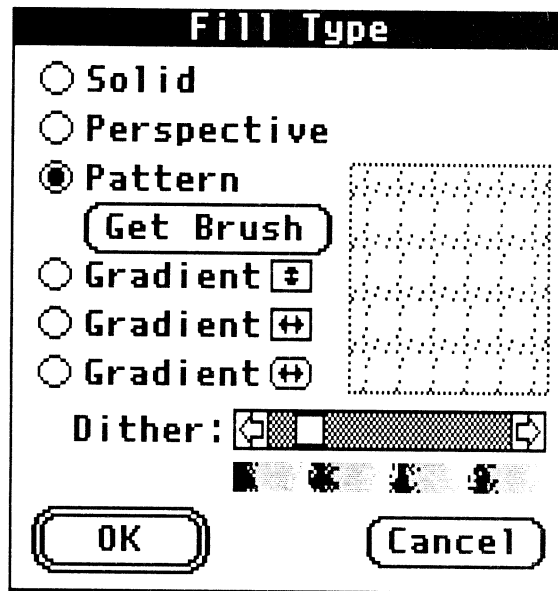 Fill Type
Solid
Perspective
Pattern
Get Brush
Gradient
Gradient
Gradient
Dither:
OK
Cancel